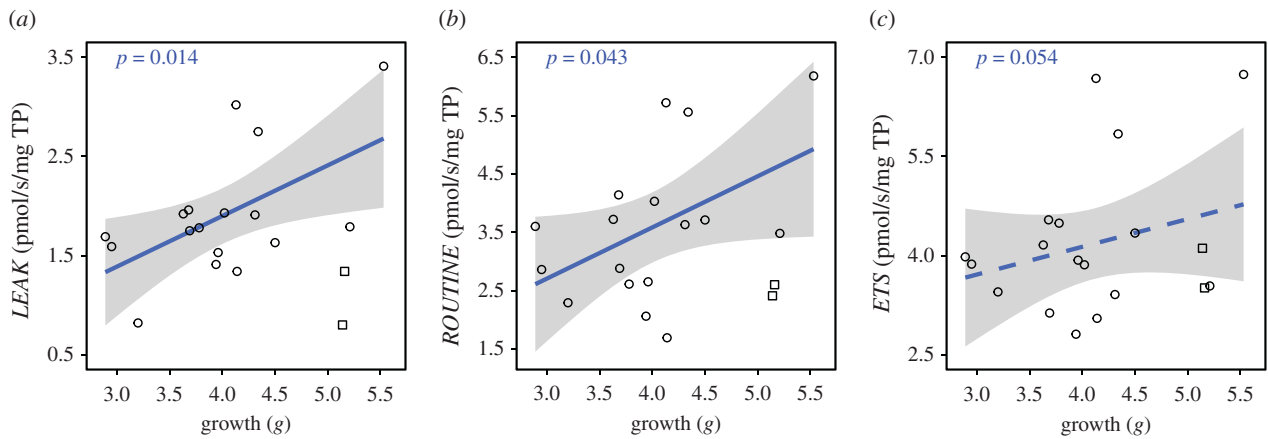 (a)
p = 0.014
3.5
2.5
1.5
0.5
LEAK (pmol/s/mg TP)
3.0 3.5 4.0 4.5 5.0 5.5
growth (g)
(b)
p = 0.043
6.5
5.5
4.5
3.5
2.5
1.5
ROUTINE (pmol/s/mg TP)
3.0 3.5 4.0 4.5 5.0 5.5
growth (g)
(c)
p = 0.054
7.0
5.5
4.0
2.5
ETS (pmol/s/mg TP)
3.0 3.5 4.0 4.5 5.0 5.5
growth (g)